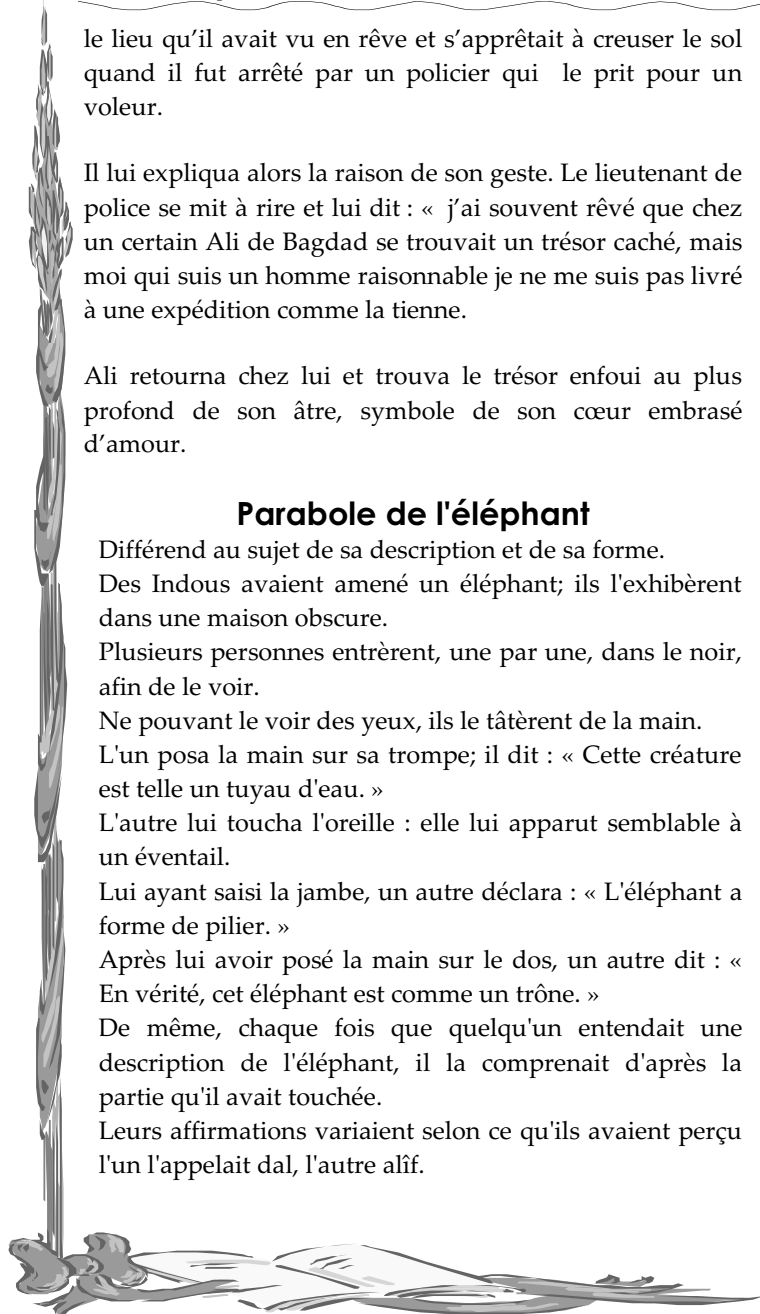 le lieu qu’il avait vu en rêve et s’apprêtait à creuser le sol
quand il fut arrêté par un policier qui le prit pour un
voleur.
Il lui expliqua alors la raison de son geste. Le lieutenant de
police se mit à rire et lui dit : « j’ai souvent rêvé que chez
un certain Ali de Bagdad se trouvait un trésor caché, mais
moi qui suis un homme raisonnable je ne me suis pas livré
à une expédition comme la tienne.
Ali retourna chez lui et trouva le trésor enfoui au plus
profond de son âtre, symbole de son cœur embrasé
d’amour.
Parabole de l'éléphant
Différend au sujet de sa description et de sa forme.
Des Indous avaient amené un éléphant; ils l'exhibèrent
dans une maison obscure.
Plusieurs personnes entrèrent, une par une, dans le noir,
afin de le voir.
Ne pouvant le voir des yeux, ils le tâtèrent de la main.
L'un posa la main sur sa trompe; il dit : « Cette créature
est telle un tuyau d'eau. »
L'autre lui toucha l'oreille : elle lui apparut semblable à
un éventail.
Lui ayant saisi la jambe, un autre déclara : « L'éléphant a
forme de pilier. »
Après lui avoir posé la main sur le dos, un autre dit : «
En vérité, cet éléphant est comme un trône. »
De même, chaque fois que quelqu'un entendait une
description de l'éléphant, il la comprenait d'après la
partie qu'il avait touchée.
Leurs affirmations variaient selon ce qu'ils avaient perçu
l'un l'appelait dal, l'autre alîf.